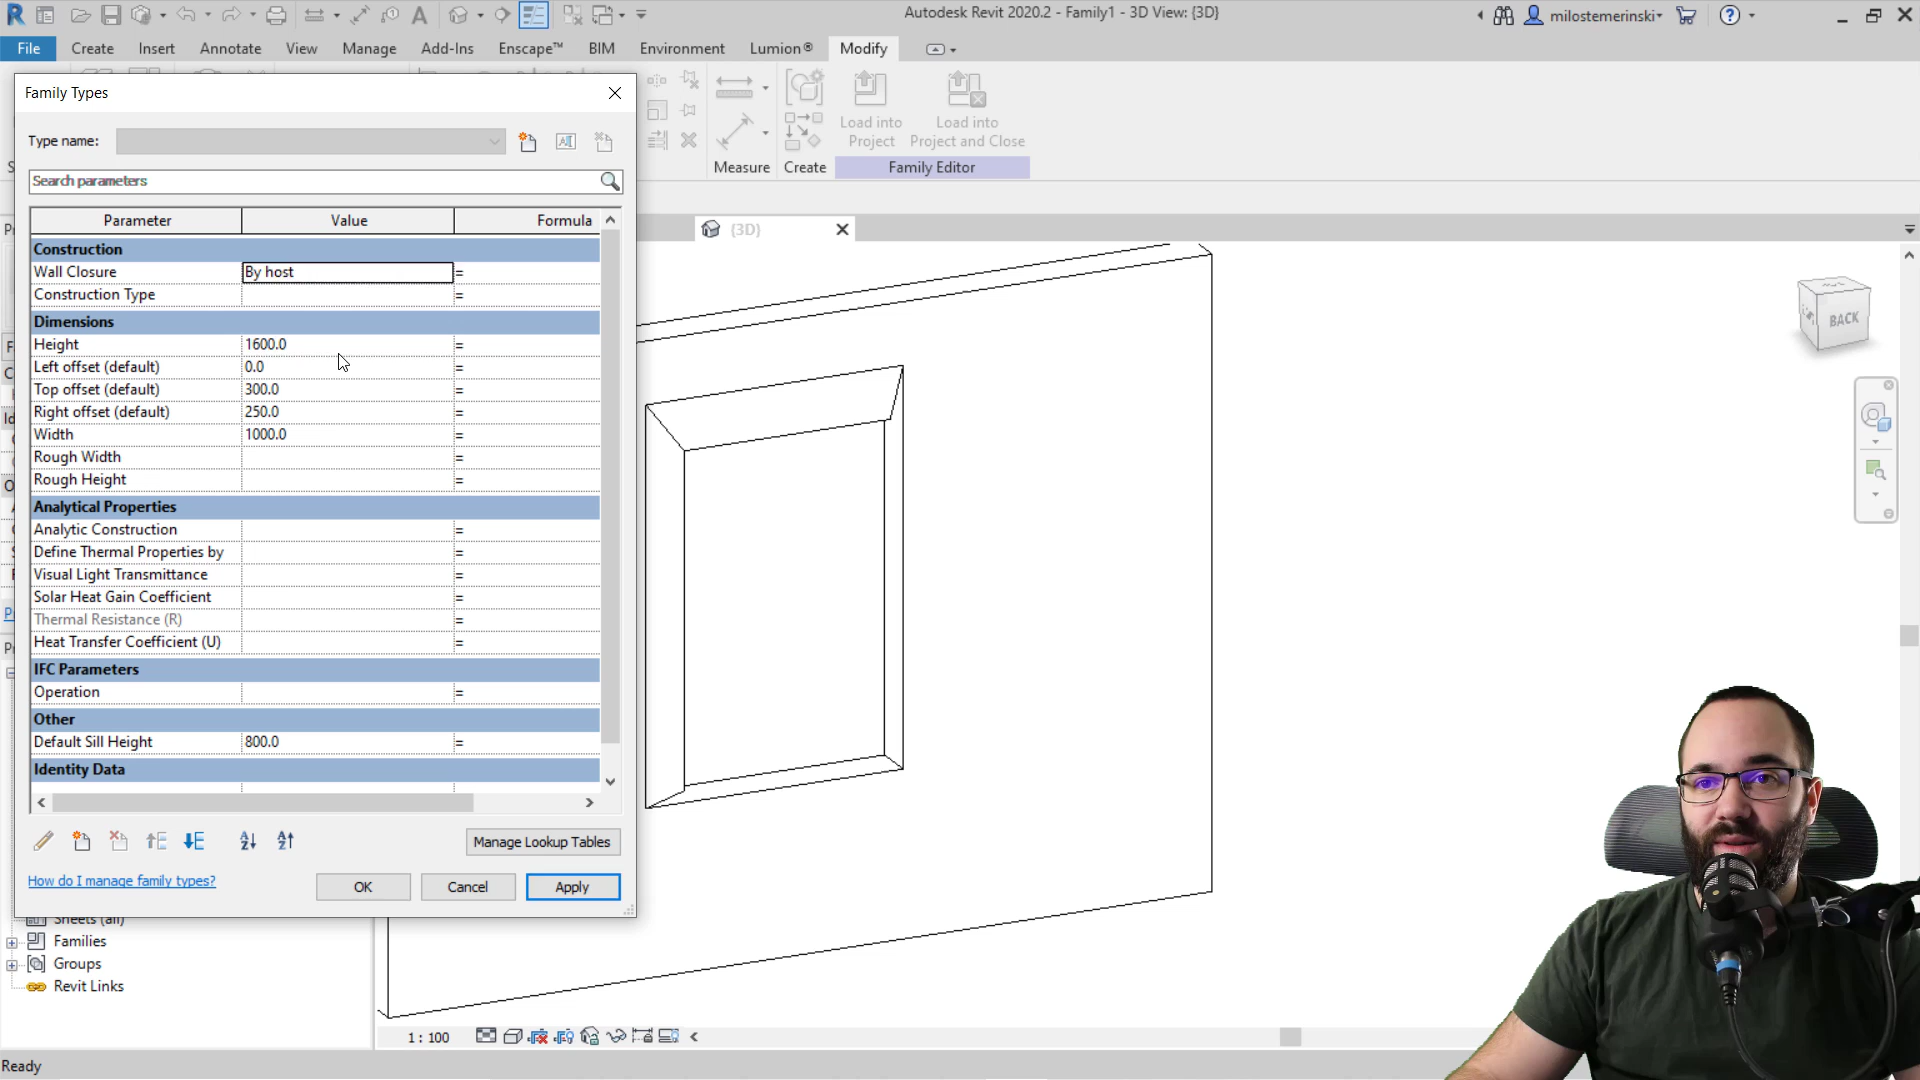 Autodesk Revit 2020.2 - Family1 - 3D View: {3D}
milostemerinski
File Create Insert Annotate View Manage Add-Ins Enscape™ BIM Environment Lumion® Modify
Family Types
Type name:
Search parameters
Parameter Value Formula
Construction
Wall Closure By host =
Construction Type =
Dimensions
Height 1600.0 =
Left offset (default) 0.0 =
Top offset (default) 300.0 =
Right offset (default) 250.0 =
Width 1000.0 =
Rough Width =
Rough Height =
Analytical Properties
Analytic Construction =
Define Thermal Properties by =
Visual Light Transmittance =
Solar Heat Gain Coefficient =
Thermal Resistance (R) =
Heat Transfer Coefficient (U) =
IFC Parameters
Operation =
Other
Default Sill Height 800.0 =
Identity Data
Manage Lookup Tables
How do I manage family types?
OK Cancel Apply
Load into Project
Load into Project and Close
Measure Create Family Editor
{3D}
BACK
Sheets (all)
Families
Groups
Revit Links
1 : 100
Ready